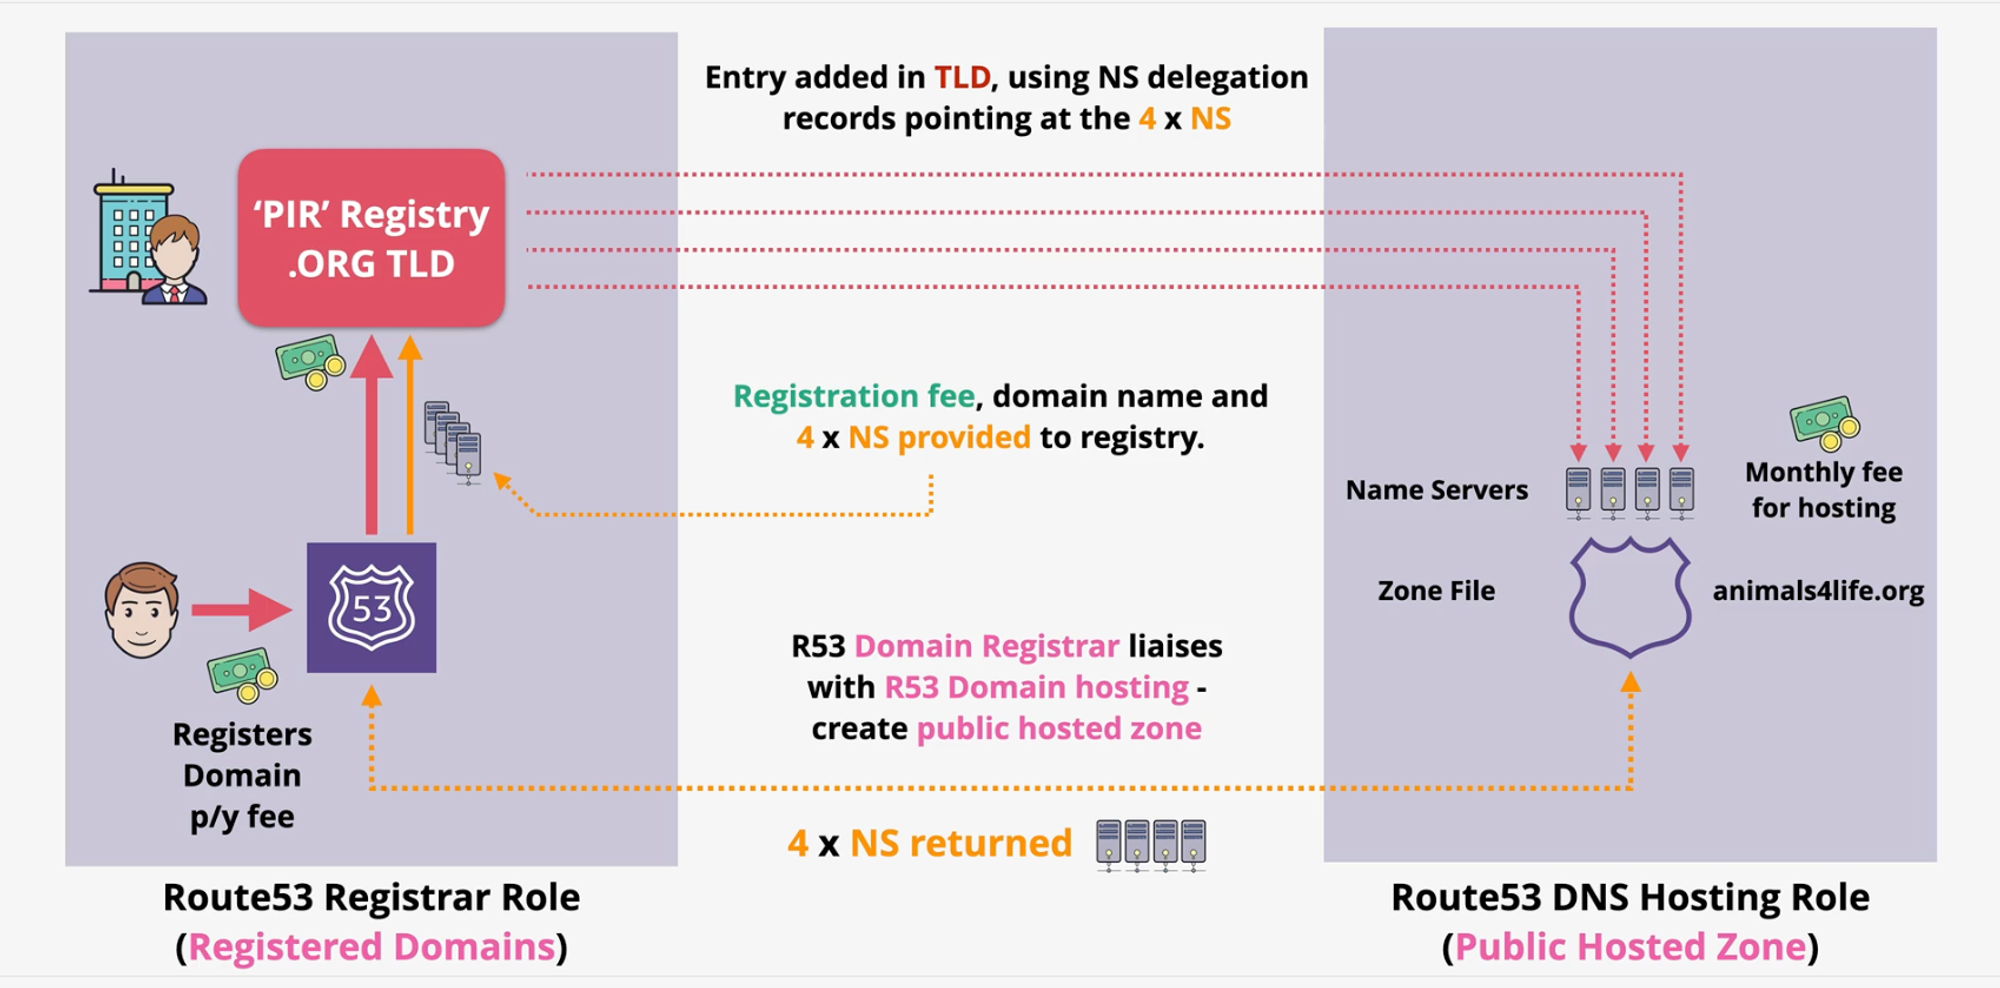 Entry added in TLD, using NS delegation
records pointing at the 4 x NS
‘PIR’ Registry
.ORG TLD
Registration fee, domain name and
4 x NS provided to registry.
Name Servers
Monthly fee
for hosting
53
Zone File
animals4life.org
R53 Domain Registrar liaises
with R53 Domain hosting -
create public hosted zone
Registers
Domain
p/y fee
4 x NS returned
Route53 Registrar Role
(Registered Domains)
Route53 DNS Hosting Role
(Public Hosted Zone)